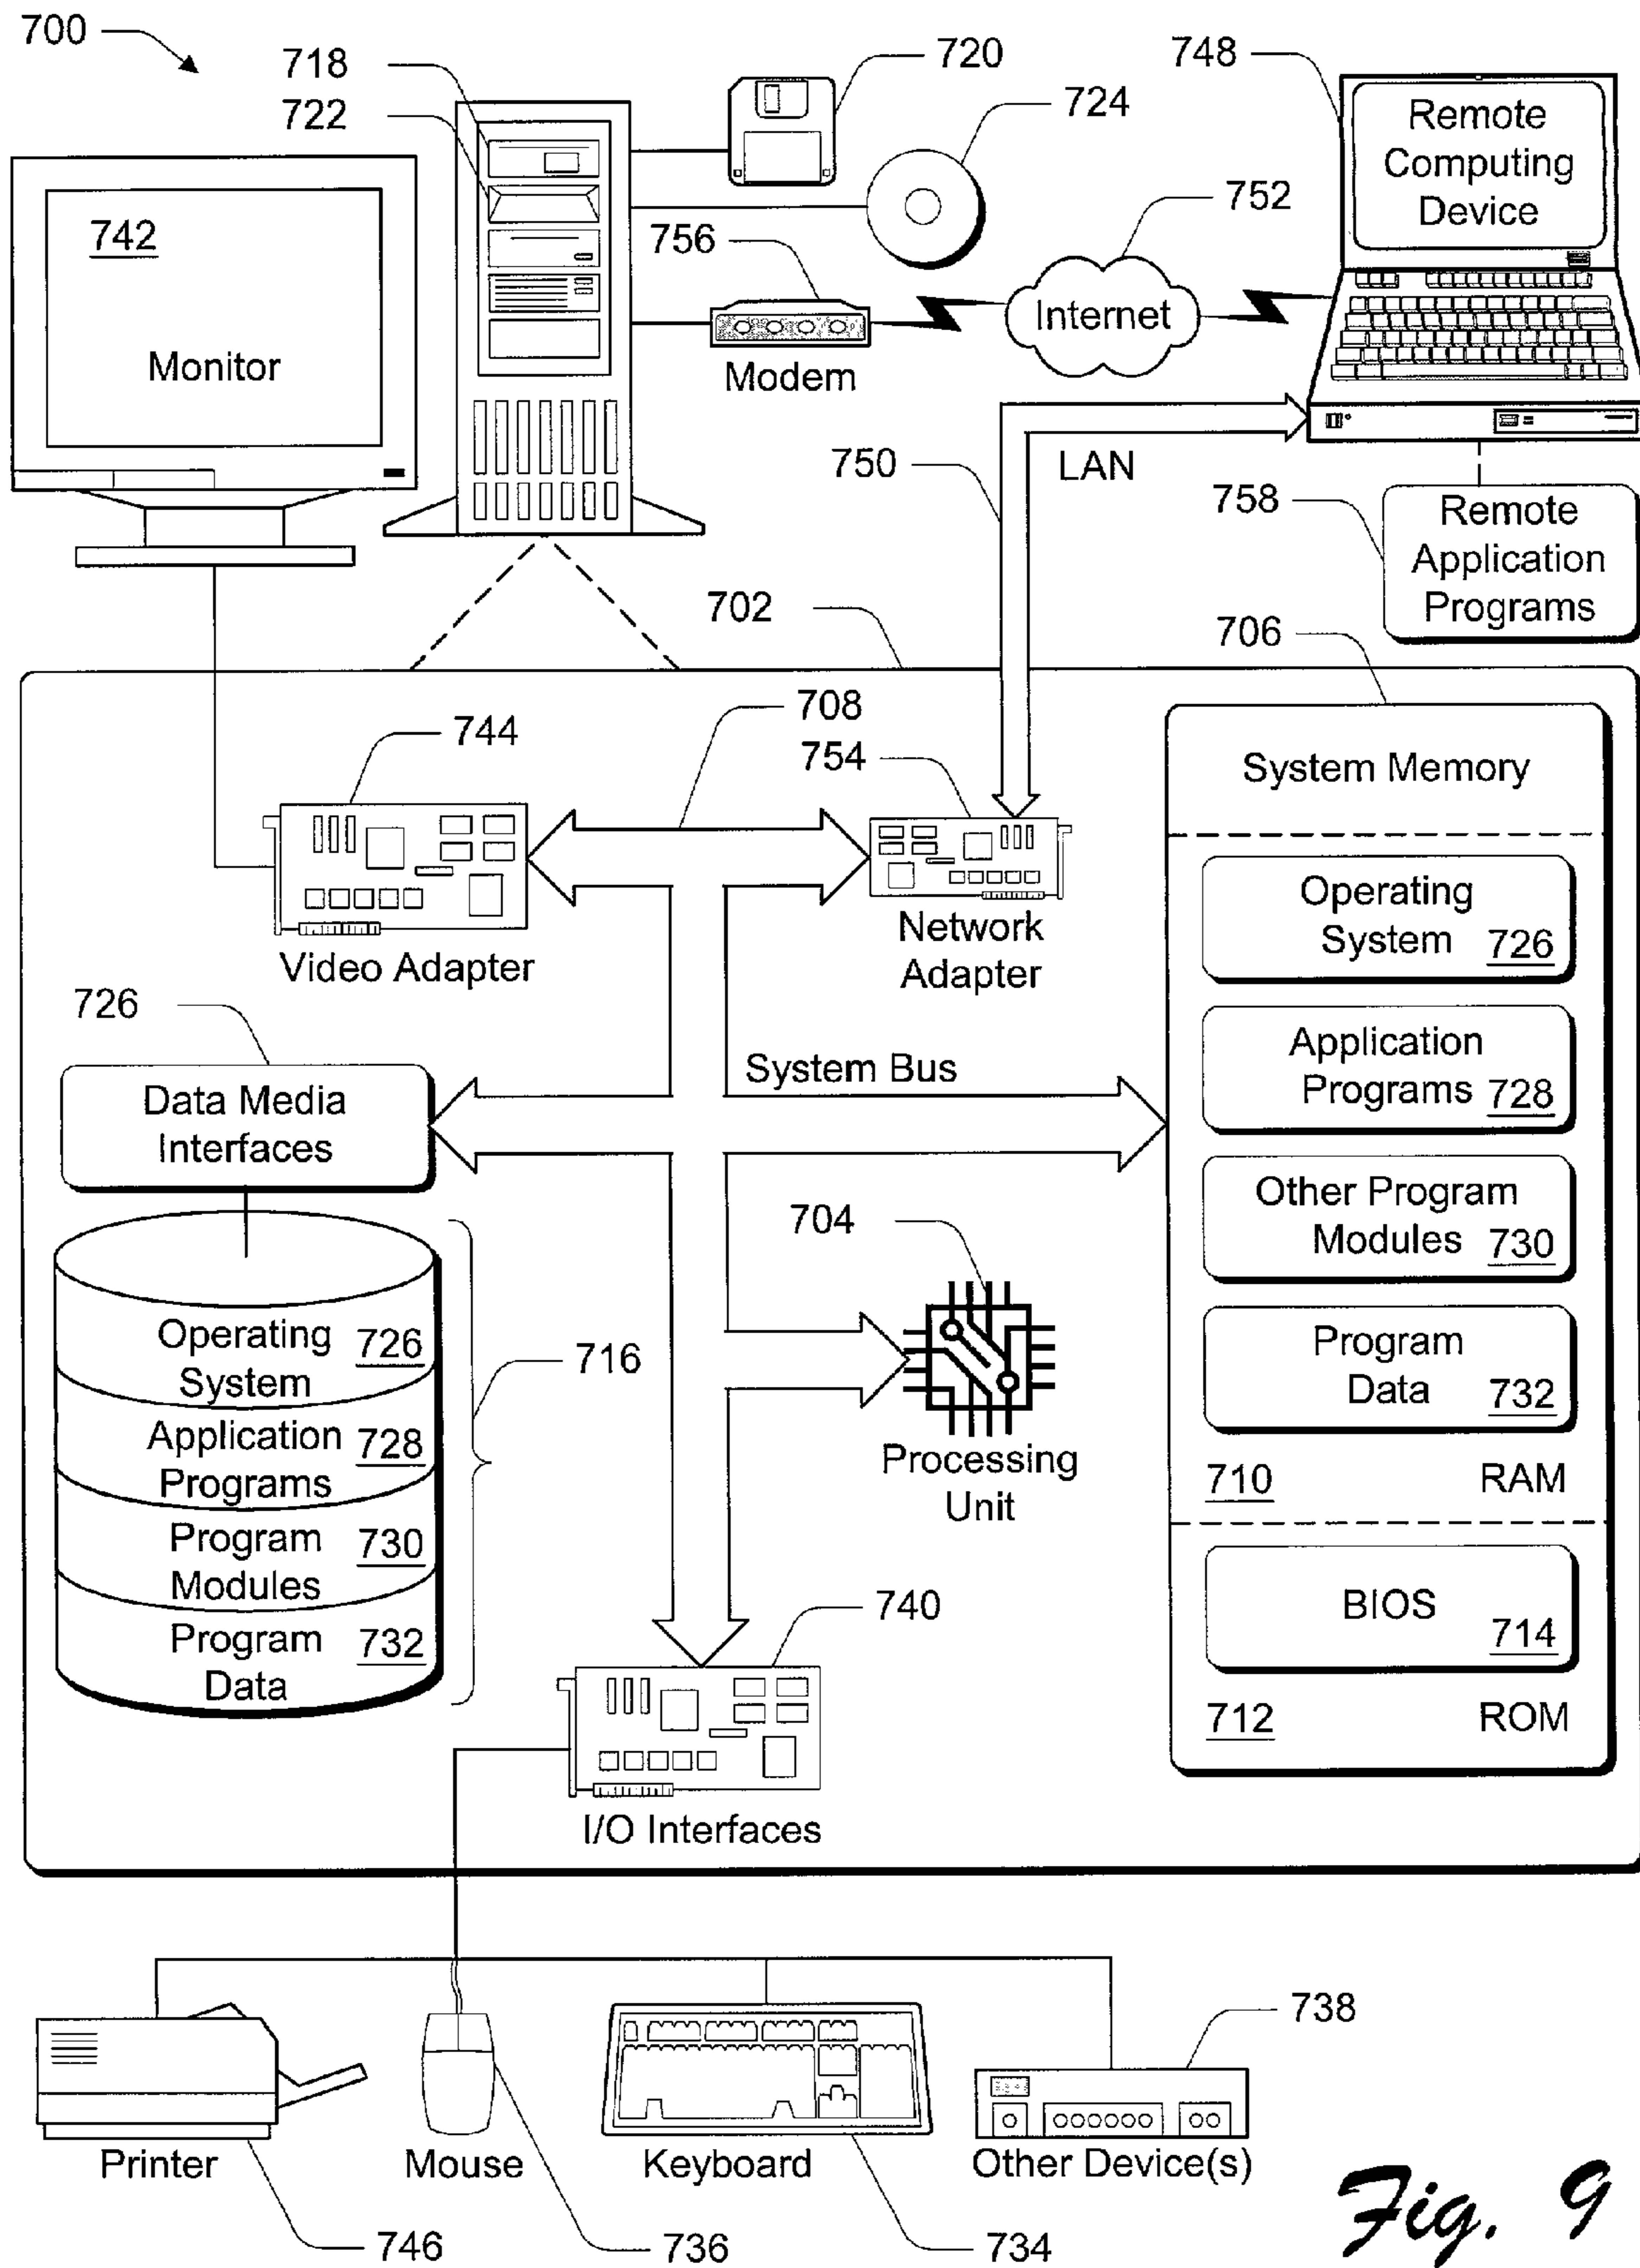 700
718
722
720
724
748
Remote
Computing
Device
742
Monitor
756
752
Internet
Modem
750
LAN
758
Remote
Application
Programs
702
706
708
744
754
System Memory
Video Adapter
Network
Adapter
Operating
System 726
726
Data Media
Interfaces
System Bus
Application
Programs 728
Other Program
Modules 730
704
Processing
Unit
Program
Data 732
710 RAM
Operating 726
System
Application 728
Programs
Program 730
Modules
Program 732
Data
716
BIOS
714
712 ROM
740
I/O Interfaces
738
Printer
Mouse
Keyboard
Other Device(s)
746
736
734
Fig. 9